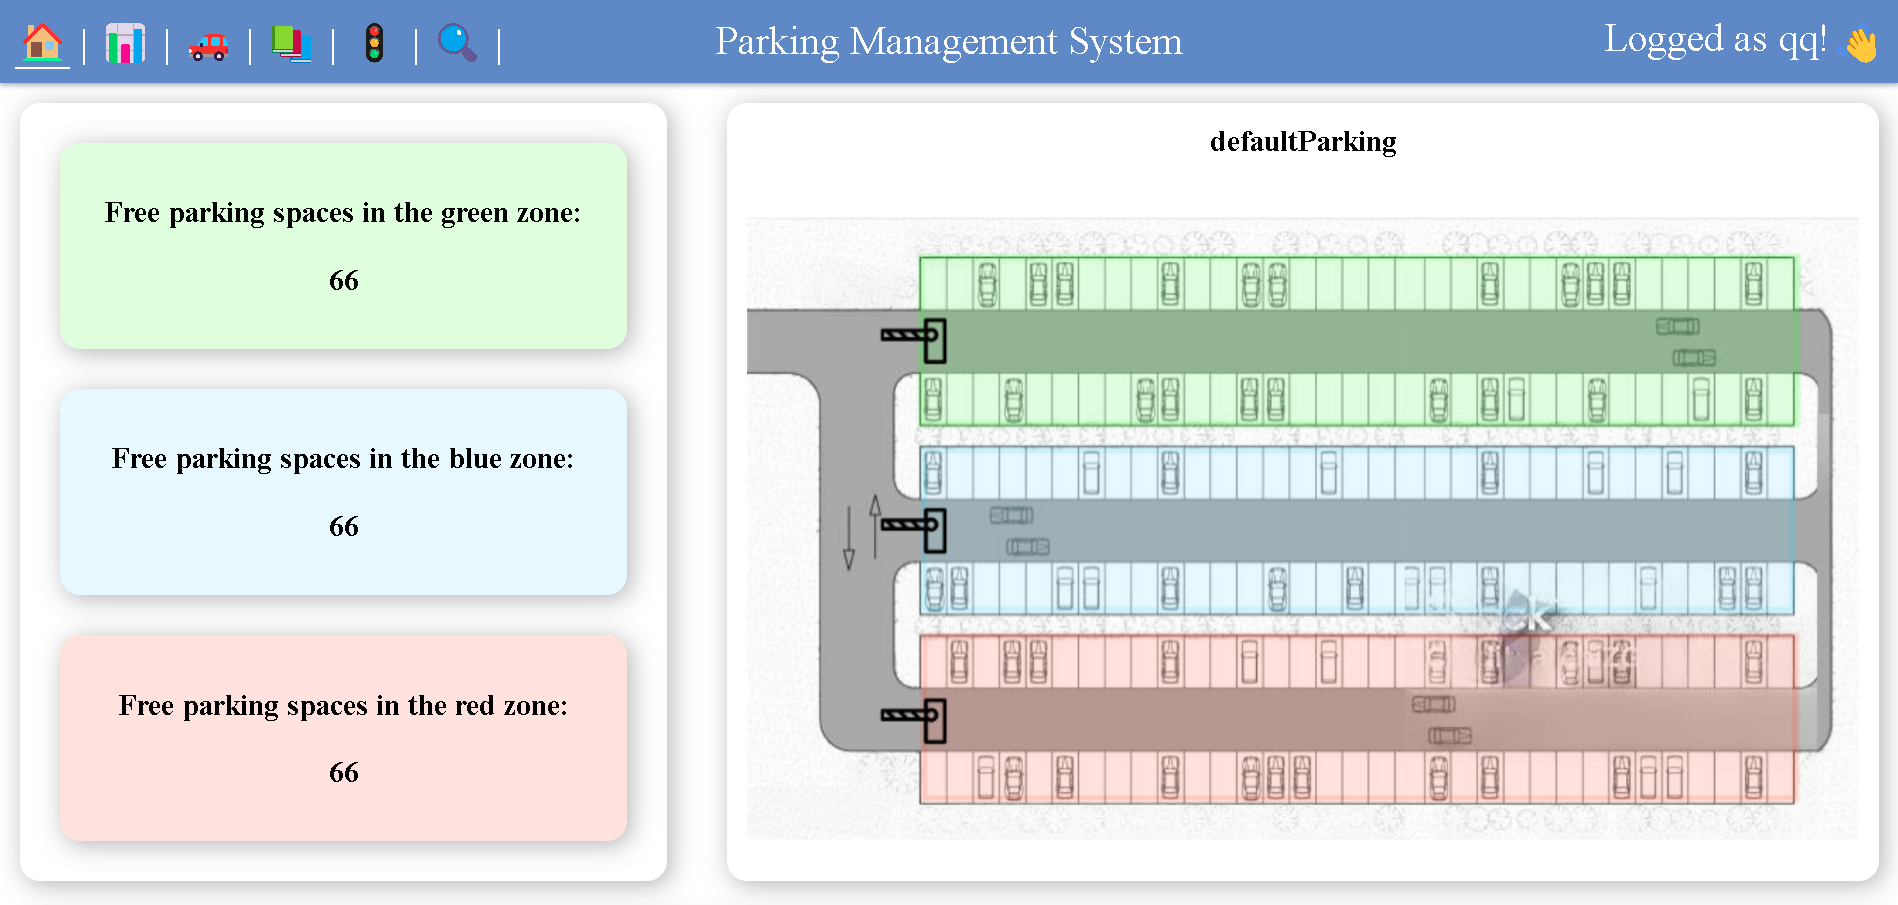 Parking Management System
Logged as qq!
Free parking spaces in the green zone:
66
Free parking spaces in the blue zone:
66
Free parking spaces in the red zone:
66
defaultParking